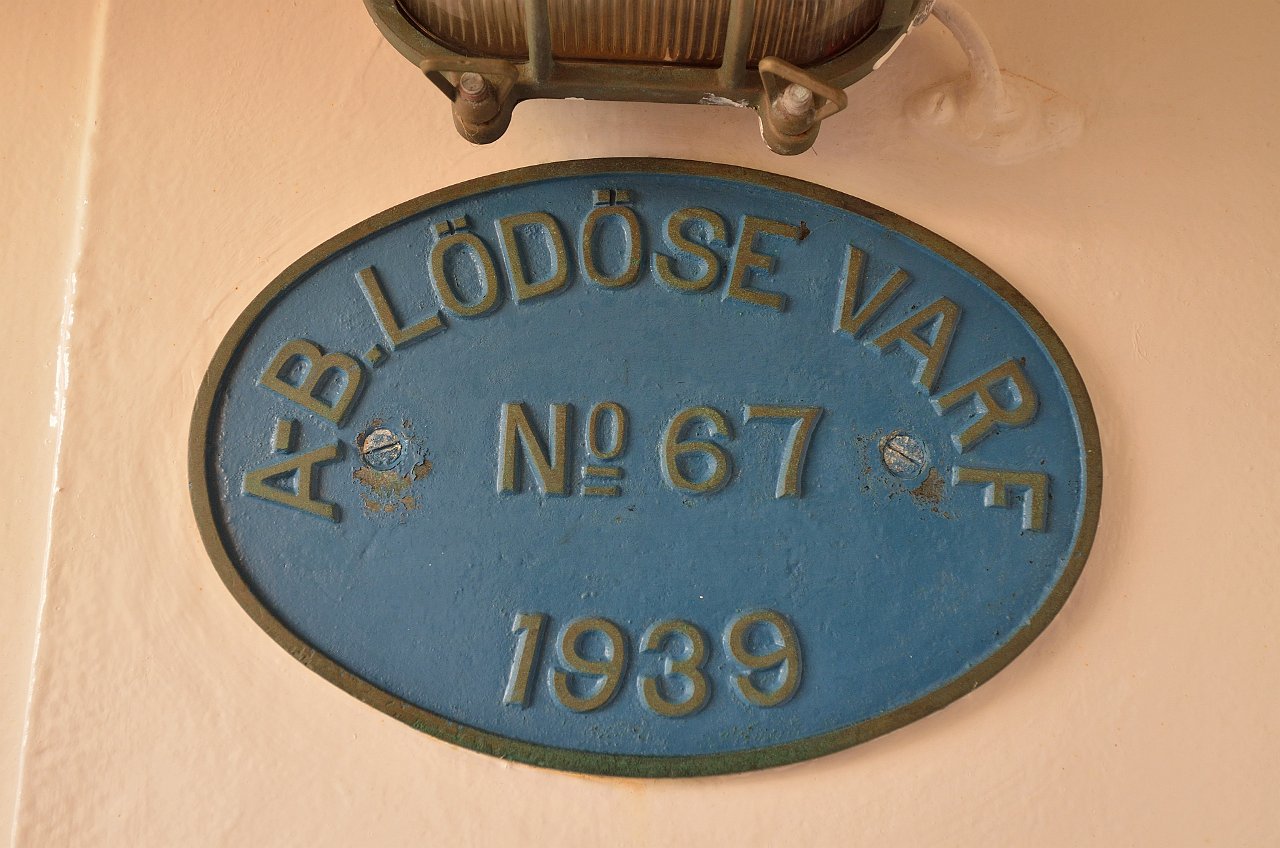 A-B. LÖDÖSE VARF
Nº 67
1939